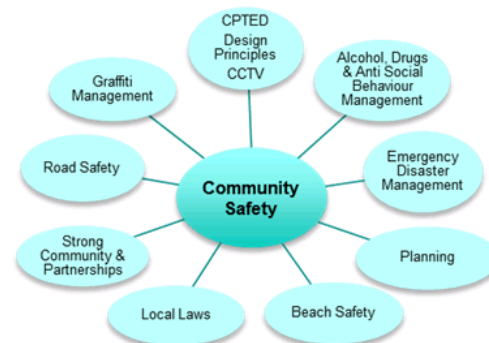 CPTED
Design
Principles
CCTV
Alcohol, Drugs
& Anti Social
Behaviour
Management
Emergency
Disaster
Management
Planning
Beach Safety
Local Laws
Strong
Community &
Partnerships
Road Safety
Graffiti
Management
Community
Safety